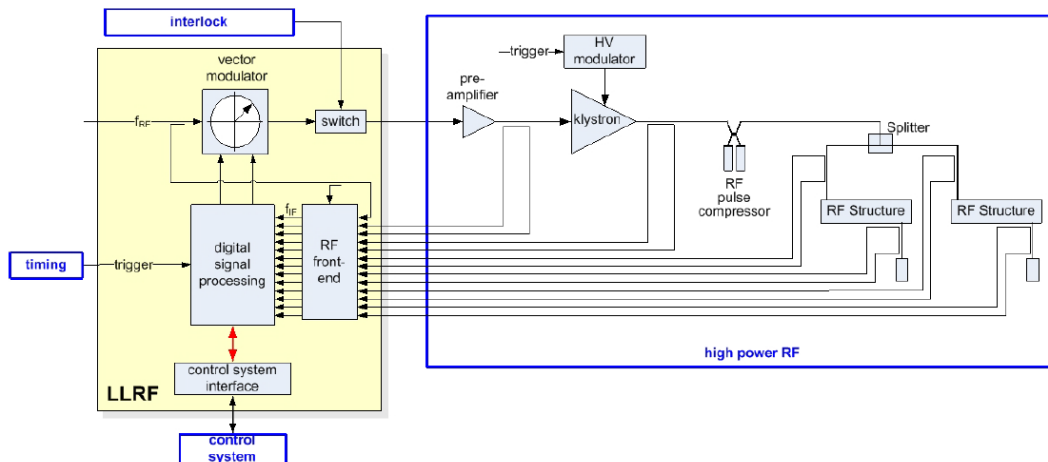 interlock
vector
modulator
trigger
HV
modulator
pre-
amplifier
f_RF
switch
klystron
Splitter
RF
pulse
compressor
RF Structure
RF Structure
f_IF
digital
signal
processing
RF
front-
end
timing
trigger
high power RF
control system
interface
LLRF
control
system